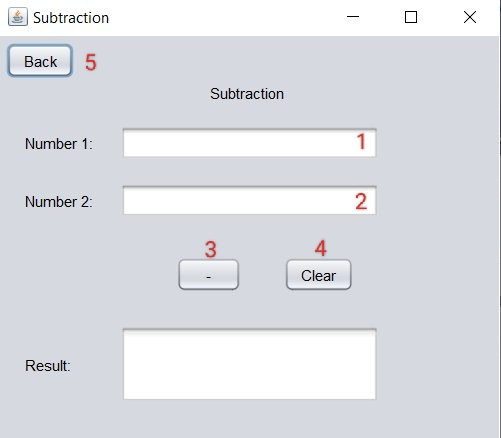 Subtraction
Back 5
Subtraction
Number 1: 1
Number 2: 2
3 4
- Clear
Result: